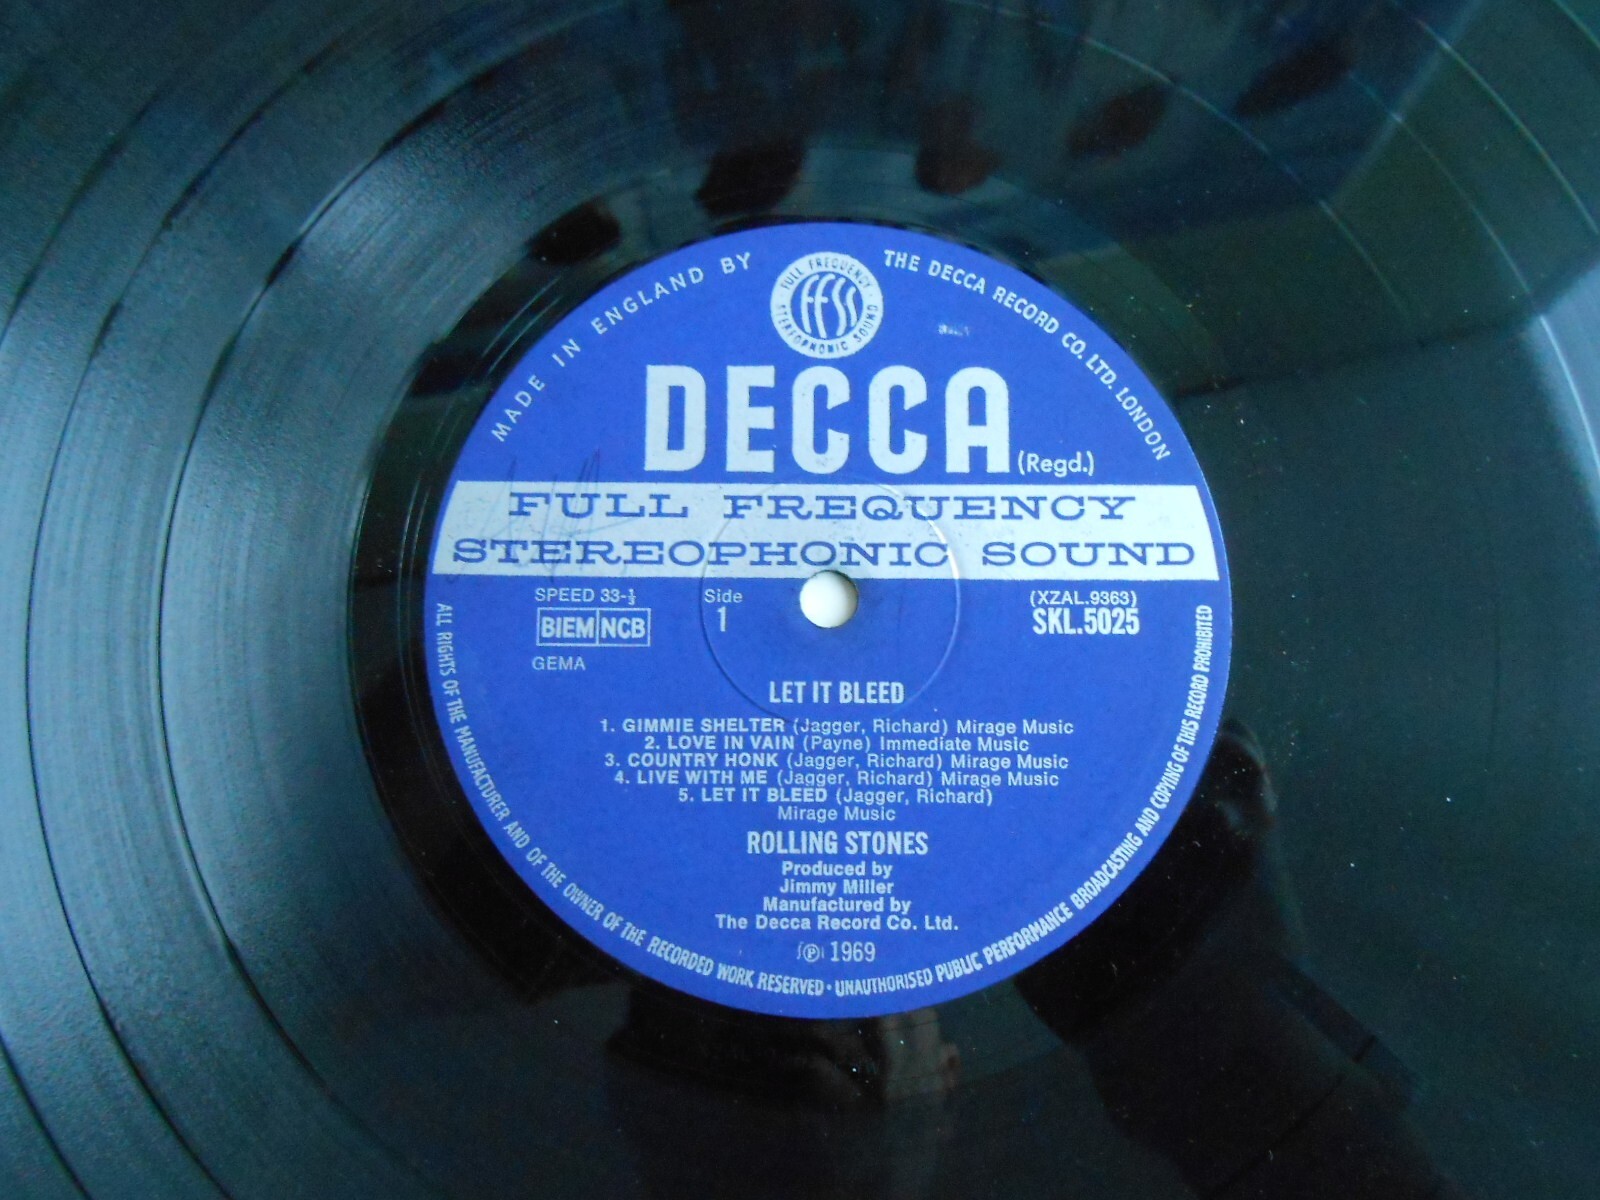 MADE IN ENGLAND BY
THE DECCA RECORD CO. LTD. LONDON
FULL FREQUENCY
FFSS
STEREOPHONIC SOUND
DECCA
(Regd.)
FULL FREQUENCY
STEREOPHONIC SOUND
SPEED 33-⅓
BIEM NCB
GEMA
Side
1
(XZAL.9363)
SKL.5025
LET IT BLEED
1. GIMMIE SHELTER (Jagger, Richard) Mirage Music
2. LOVE IN VAIN (Payne) Immediate Music
3. COUNTRY HONK (Jagger, Richard) Mirage Music
4. LIVE WITH ME (Jagger, Richard) Mirage Music
5. LET IT BLEED (Jagger, Richard)
Mirage Music
ROLLING STONES
Produced by
Jimmy Miller
Manufactured by
The Decca Record Co. Ltd.
℗ 1969
ALL RIGHTS OF THE MANUFACTURER AND OF THE OWNER OF THE RECORDED WORK RESERVED • UNAUTHORISED PUBLIC PERFORMANCE BROADCASTING AND COPYING OF THIS RECORD PROHIBITED